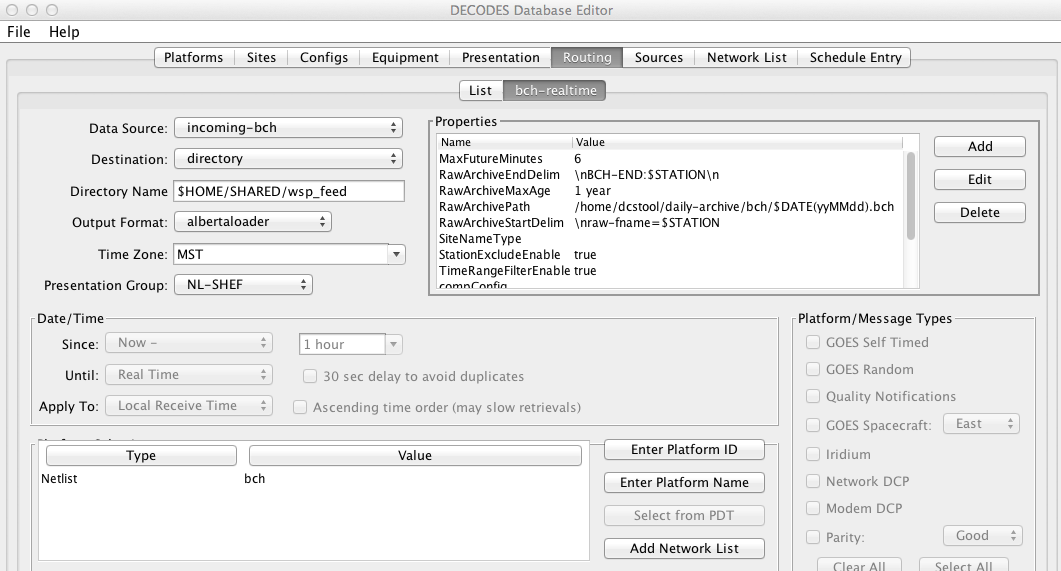 DECODES Database Editor
File Help
Platforms Sites Configs Equipment Presentation Routing Sources Network List Schedule Entry
List bch-realtime
Data Source: incoming-bch
Destination: directory
Directory Name $HOME/SHARED/wsp_feed
Output Format: albertaloader
Time Zone: MST
Presentation Group: NL-SHEF
Properties
Name Value
MaxFutureMinutes 6
RawArchiveEndDelim \nBCH-END:$STATION\n
RawArchiveMaxAge 1 year
RawArchivePath /home/dcstool/daily-archive/bch/$DATE(yyMMdd).bch
RawArchiveStartDelim \nraw-fname=$STATION
SiteNameType
StationExcludeEnable true
TimeRangeFilterEnable true
compConfig
Add
Edit
Delete
Date/Time
Since: Now - 1 hour
Until: Real Time 30 sec delay to avoid duplicates
Apply To: Local Receive Time Ascending time order (may slow retrievals)
Type Value
Netlist bch
Enter Platform ID
Enter Platform Name
Select from PDT
Add Network List
Platform/Message Types
GOES Self Timed
GOES Random
Quality Notifications
GOES Spacecraft: East
Iridium
Network DCP
Modem DCP
Parity: Good
Clear All Select All